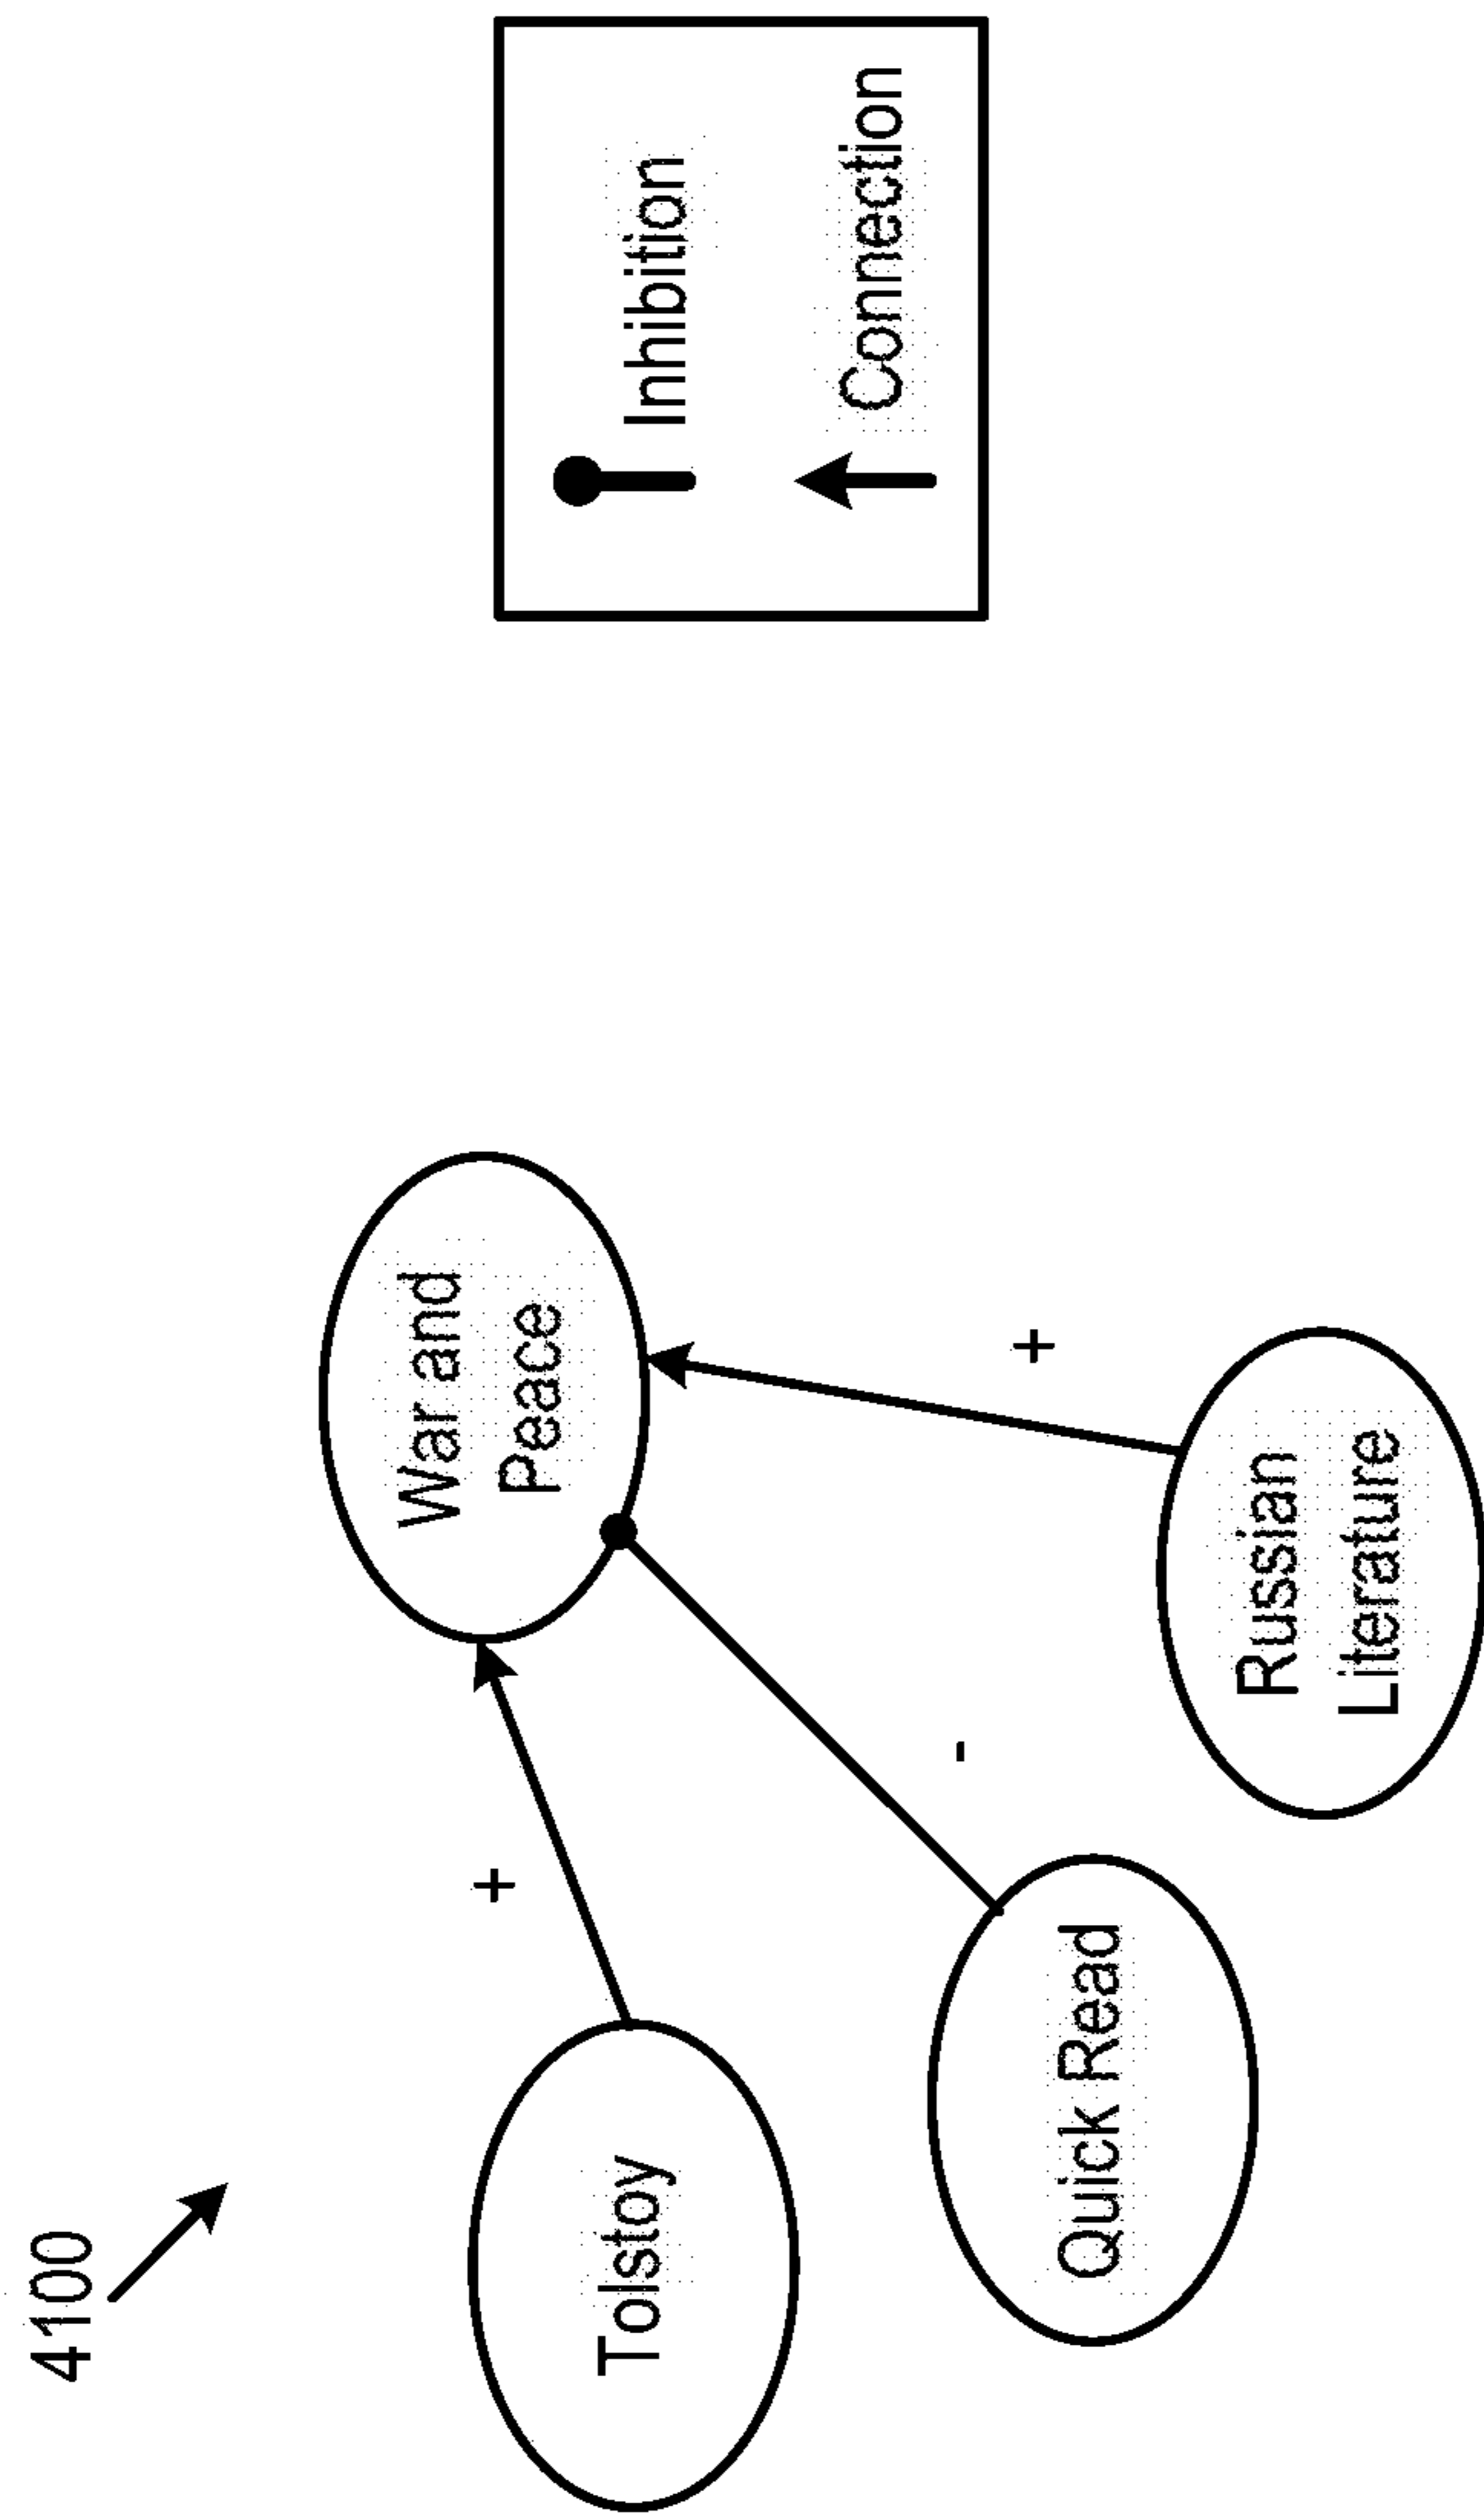 4100
Tolstoy
+
War and
Peace
Quick Read
-
Russian
Literature
+
Inhibition
Connection